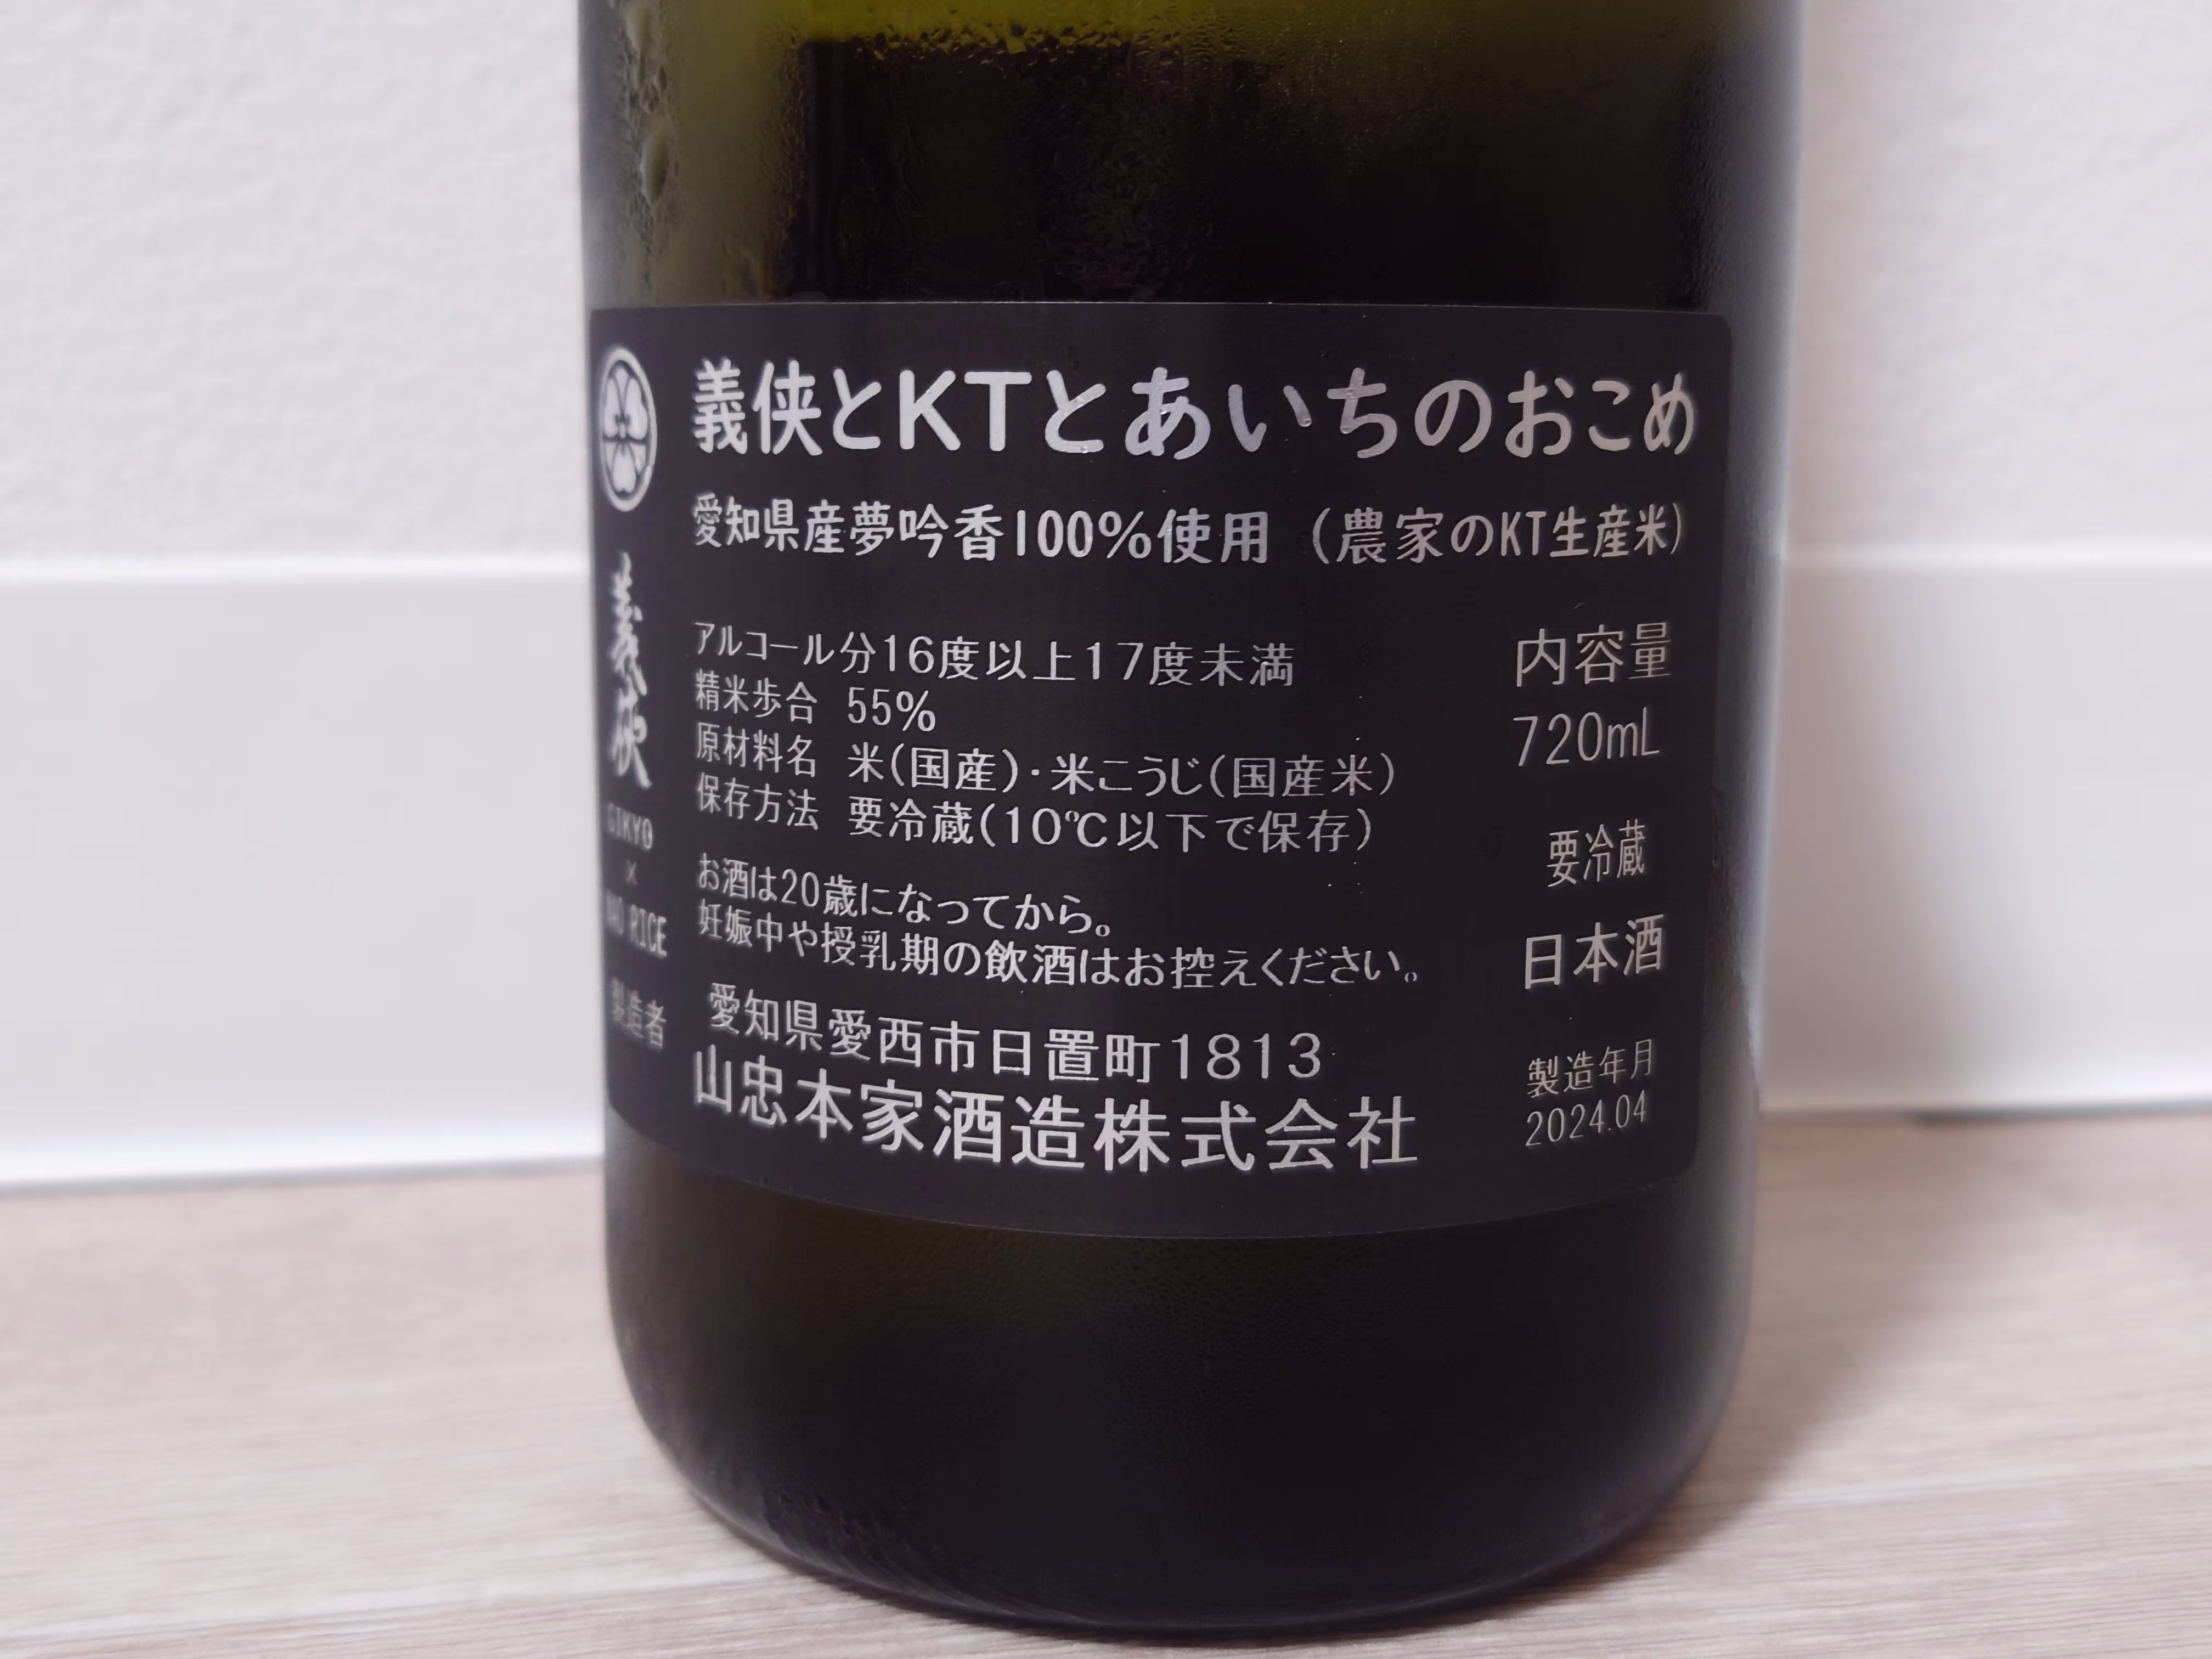 義侠とKTとあいちのおこめ
愛知県産夢吟香100%使用（農家のKT生産米）
アルコール分16度以上17度未満
精米歩合 55%
原材料名 米(国産)・米こうじ(国産米)
保存方法 要冷蔵(10℃以下で保存)
お酒は20歳になってから。
妊娠中や授乳期の飲酒はお控えください。
内容量
720mL
要冷蔵
日本酒
製造年月
2024.04
義侠
GIKYO
×
RICE
製造者
愛知県愛西市日置町1813
山忠本家酒造株式会社